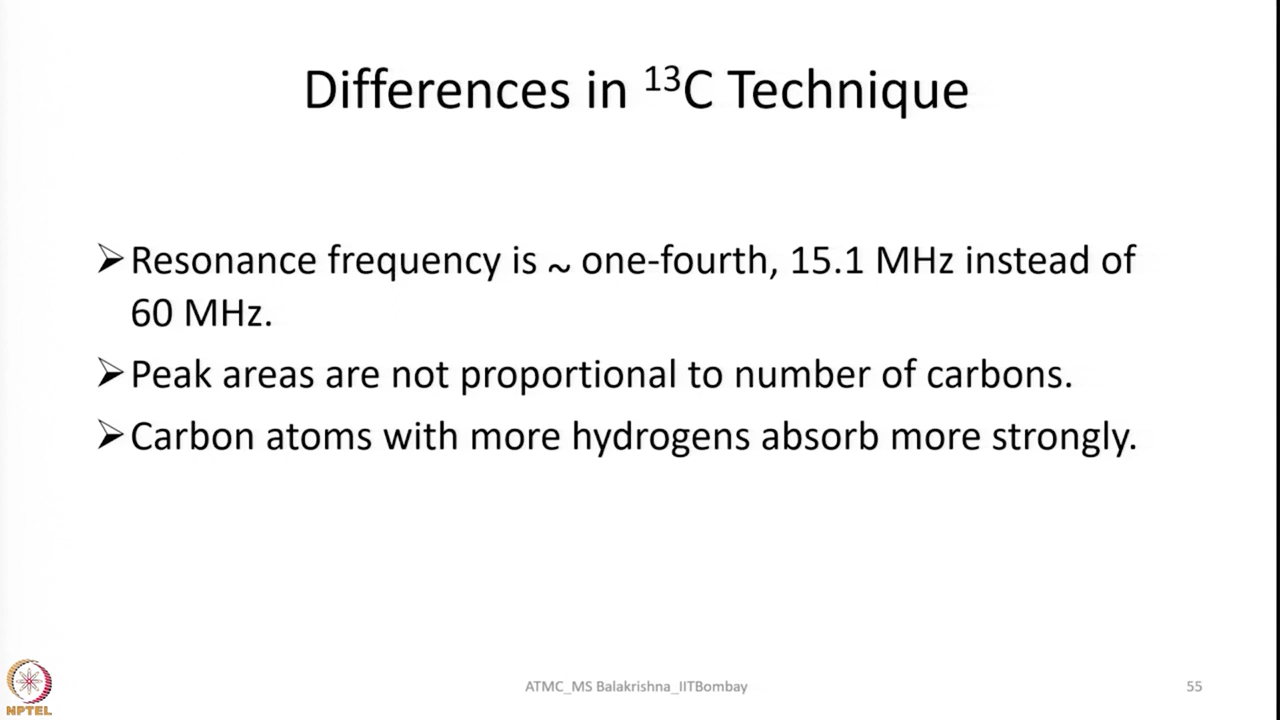 Differences in ¹³C Technique
➢Resonance frequency is ~ one-fourth, 15.1 MHz instead of
60 MHz.
➢Peak areas are not proportional to number of carbons.
➢Carbon atoms with more hydrogens absorb more strongly.
NPTEL
ATMC_MS Balakrishna_IITBombay
55